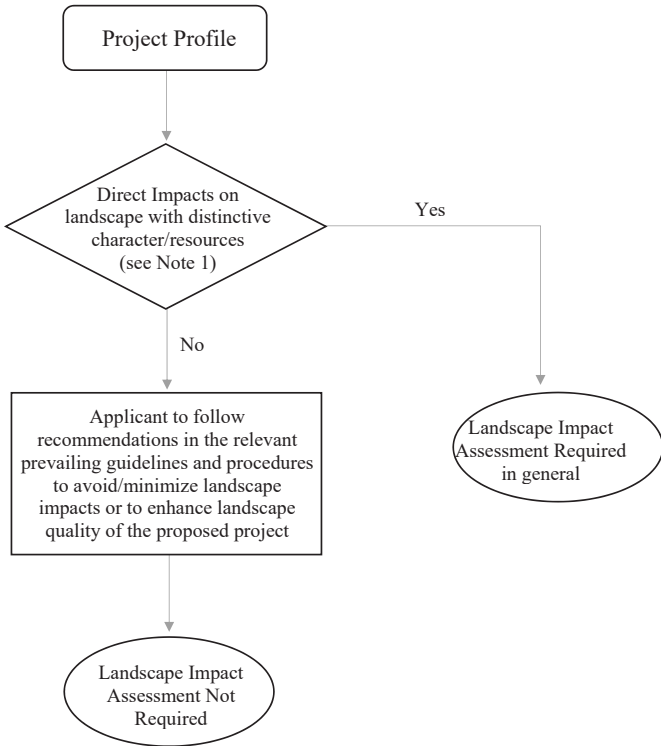 Project Profile
Direct Impacts on
landscape with distinctive
character/resources
(see Note 1)
Yes
No
Applicant to follow
recommendations in the relevant
prevailing guidelines and procedures
to avoid/minimize landscape
impacts or to enhance landscape
quality of the proposed project
Landscape Impact
Assessment Required
in general
Landscape Impact
Assessment Not
Required